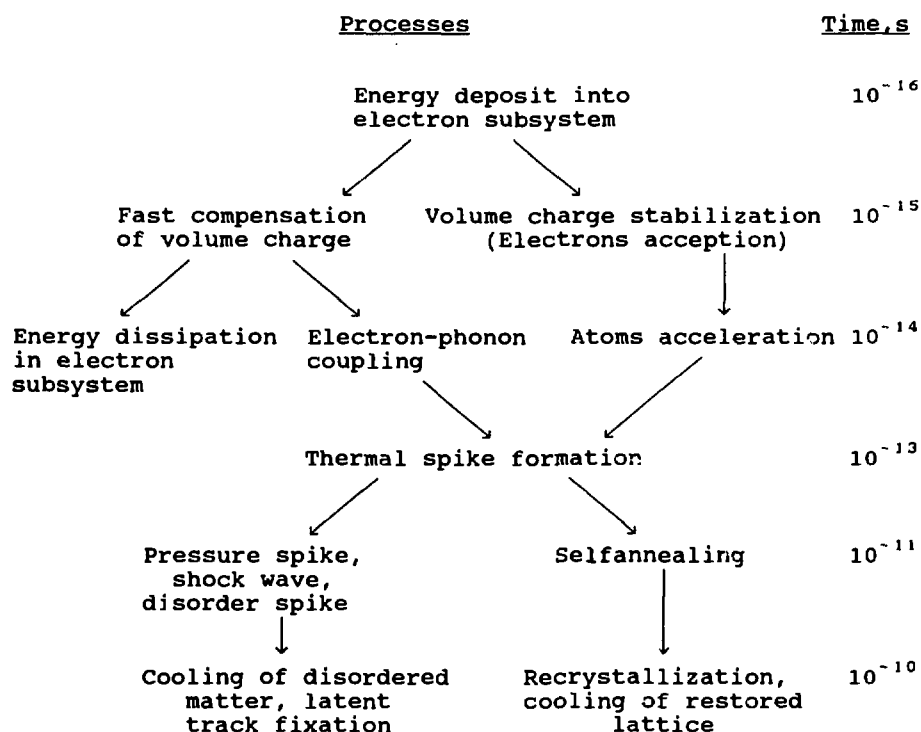 Processes Time,s
Energy deposit into
electron subsystem
10⁻¹⁶
Fast compensation
of volume charge
Volume charge stabilization
(Electrons acception)
10⁻¹⁵
Energy dissipation
in electron
subsystem
Electron-phonon
coupling
Atoms acceleration
10⁻¹⁴
Thermal spike formation
10⁻¹³
Pressure spike,
shock wave,
disorder spike
Selfannealing
10⁻¹¹
Cooling of disordered
matter, latent
track fixation
Recrystallization,
cooling of restored
lattice
10⁻¹⁰